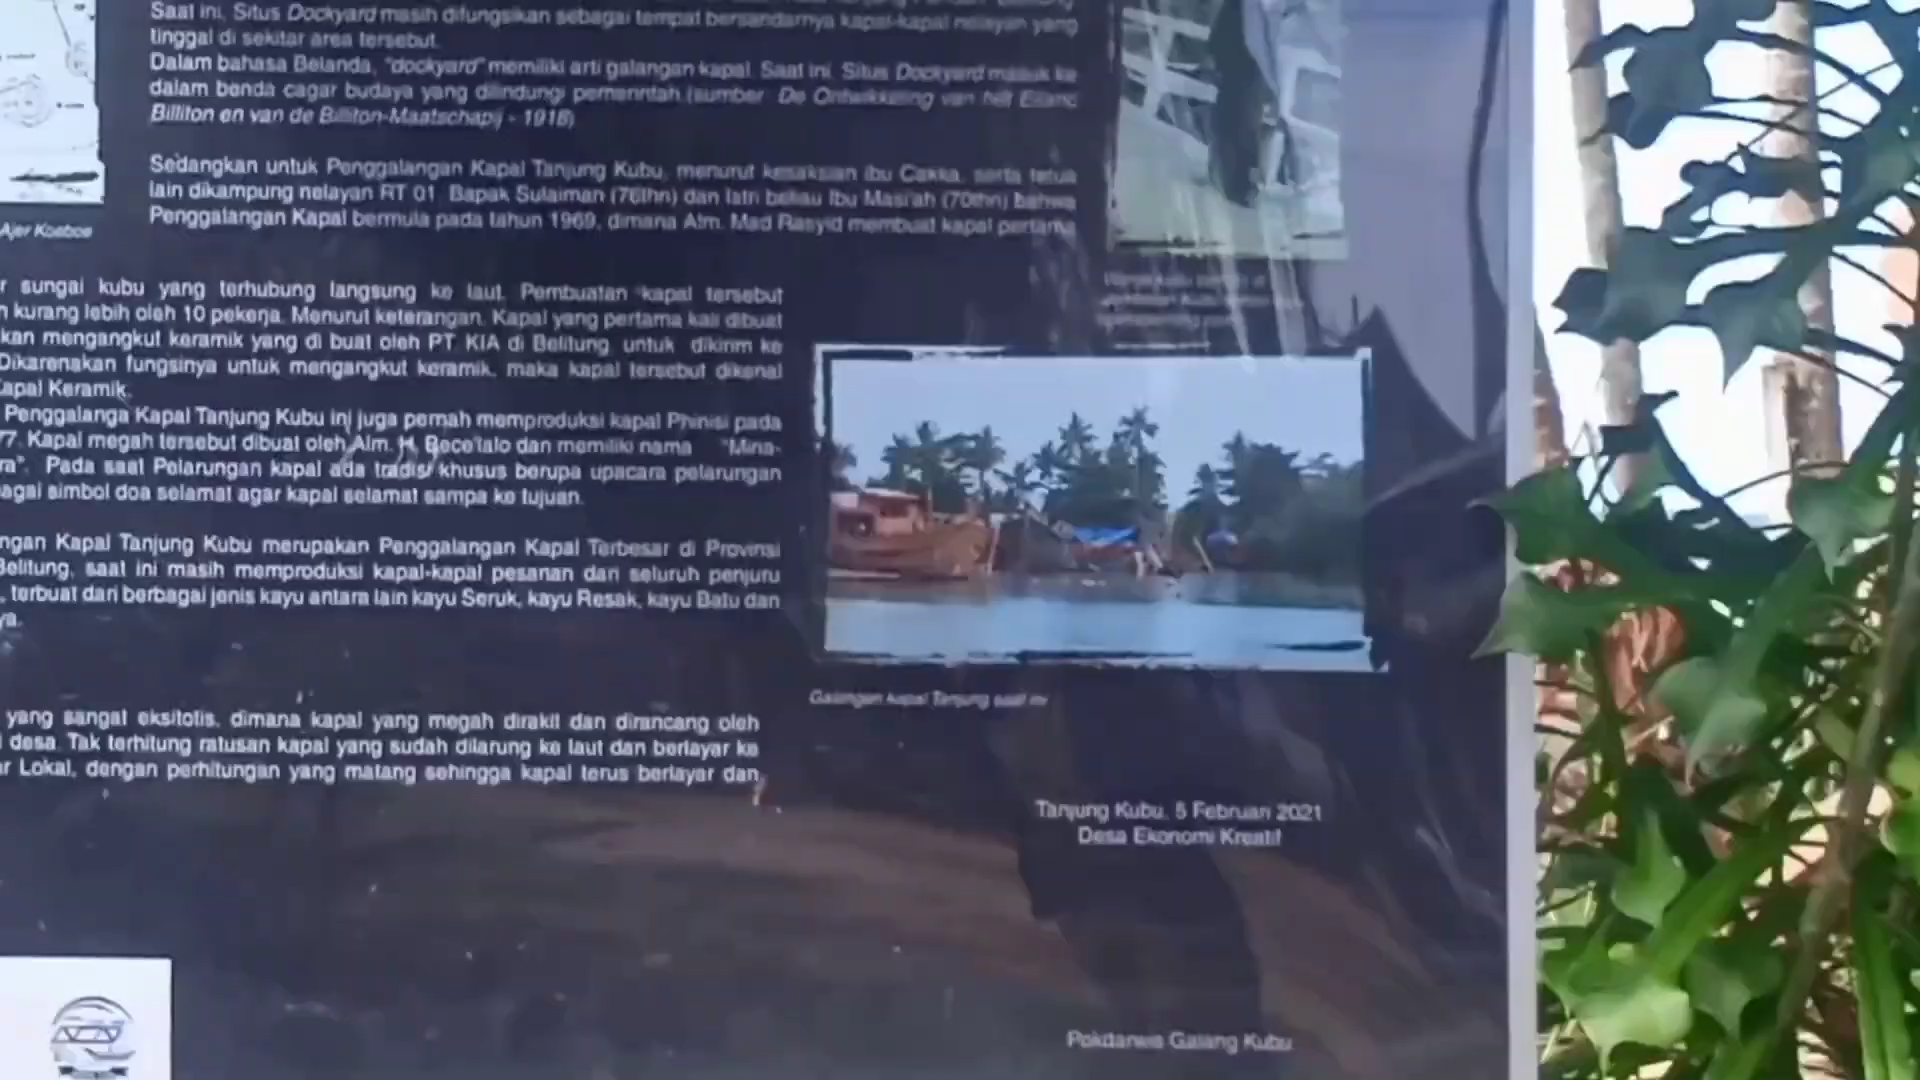 Saat ini, Situs Dockyard masih difungsikan sebagai tempat bersandarnya kapal-kapal nelayan yang
tinggal di sekitar area tersebut.
Dalam bahasa Belanda, "dockyard" memiliki arti galangan kapal. Saat ini, Situs Dockyard masuk ke
dalam benda cagar budaya yang dilindungi pemerintah (sumber: De Ontwikkeling van het Eiland
Billiton en van de Billiton-Maatschapij - 1918)
Sedangkan untuk Penggalangan Kapal Tanjung Kubu, menurut kesaksian Ibu Cakka, serta tetua
lain dikampung nelayan RT 01, Bapak Sulaiman (76thn) dan Istri beliau Ibu Masi'ah (70thn) bahwa
Penggalangan Kapal bermula pada tahun 1969, dimana Alm. Mad Rasyid membuat kapal pertama
Ajer Koeboe
r sungai kubu yang terhubung langsung ke laut. Pembuatan kapal tersebut
n kurang lebih oleh 10 pekerja. Menurut keterangan, Kapal yang pertama kali dibuat
kan mengangkut keramik yang di buat oleh PT KIA di Belitung, untuk dikirim ke
Dikarenakan fungsinya untuk mengangkut keramik, maka kapal tersebut dikenal
apal Keramik.
Penggalanga Kapal Tanjung Kubu ini juga pernah memproduksi kapal Phinisi pada
77. Kapal megah tersebut dibuat oleh Alm. H. Bece'lalo dan memiliki nama "Mina-
ra". Pada saat Pelarungan kapal ada tradisi khusus berupa upacara pelarungan
agai simbol doa selamat agar kapal selamat sampa ke tujuan.
ngan Kapal Tanjung Kubu merupakan Penggalangan Kapal Terbesar di Provinsi
Belitung, saat ini masih memproduksi kapal-kapal pesanan dari seluruh penjuru
, terbuat dari berbagai jenis kayu antara lain kayu Seruk, kayu Resak, kayu Batu dan
ya.
Galangan kapal Tanjung saat ini
yang sangat eksitotis, dimana kapal yang megah dirakit dan dirancang oleh
desa. Tak terhitung ratusan kapal yang sudah dilarung ke laut dan berlayar ke
ar Lokal, dengan perhitungan yang matang sehingga kapal terus berlayar dan
Tanjung Kubu, 5 Februari 2021
Desa Ekonomi Kreatif
Pokdarwis Galang Kubu